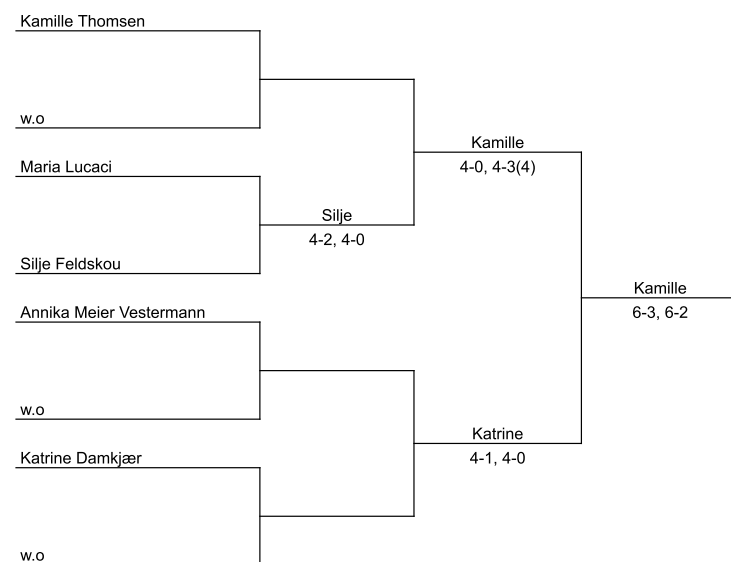 Kamille Thomsen
w.o
Kamille
Maria Lucaci
4-0, 4-3(4)
Silje
4-2, 4-0
Silje Feldskou
Kamille
Annika Meier Vestermann
6-3, 6-2
w.o
Katrine
Katrine Damkjær
4-1, 4-0
w.o